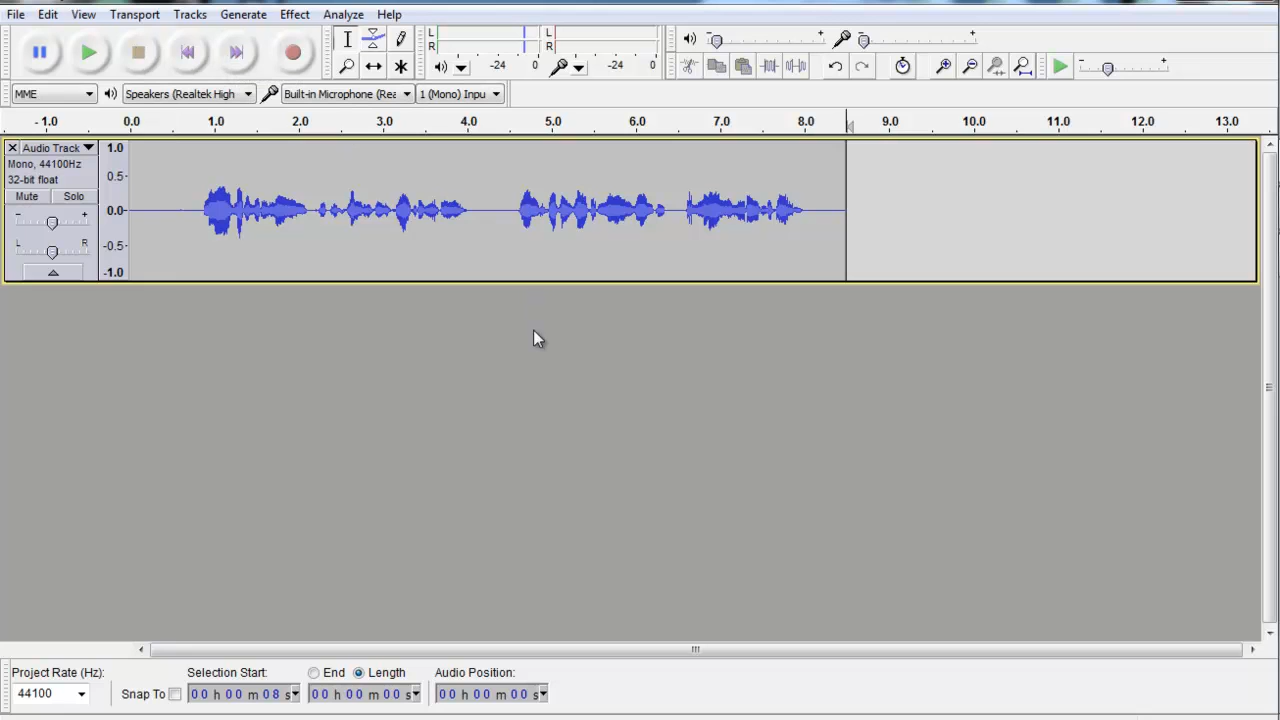 File Edit View Transport Tracks Generate Effect Analyze Help
L
R
-24 0
L
R
-24 0
- + - +
- +
MME Speakers (Realtek High Built-in Microphone (Rea 1 (Mono) Inpu
- 1.0 0.0 1.0 2.0 3.0 4.0 5.0 6.0 7.0 8.0 9.0 10.0 11.0 12.0 13.0
X Audio Track
Mono, 44100Hz
32-bit float
Mute Solo
- +
L R
1.0
0.5-
0.0-
-0.5-
-1.0
Project Rate (Hz): Selection Start: End Length Audio Position:
44100 Snap To 00 h 00 m 08 s 00 h 00 m 00 s 00 h 00 m 00 s